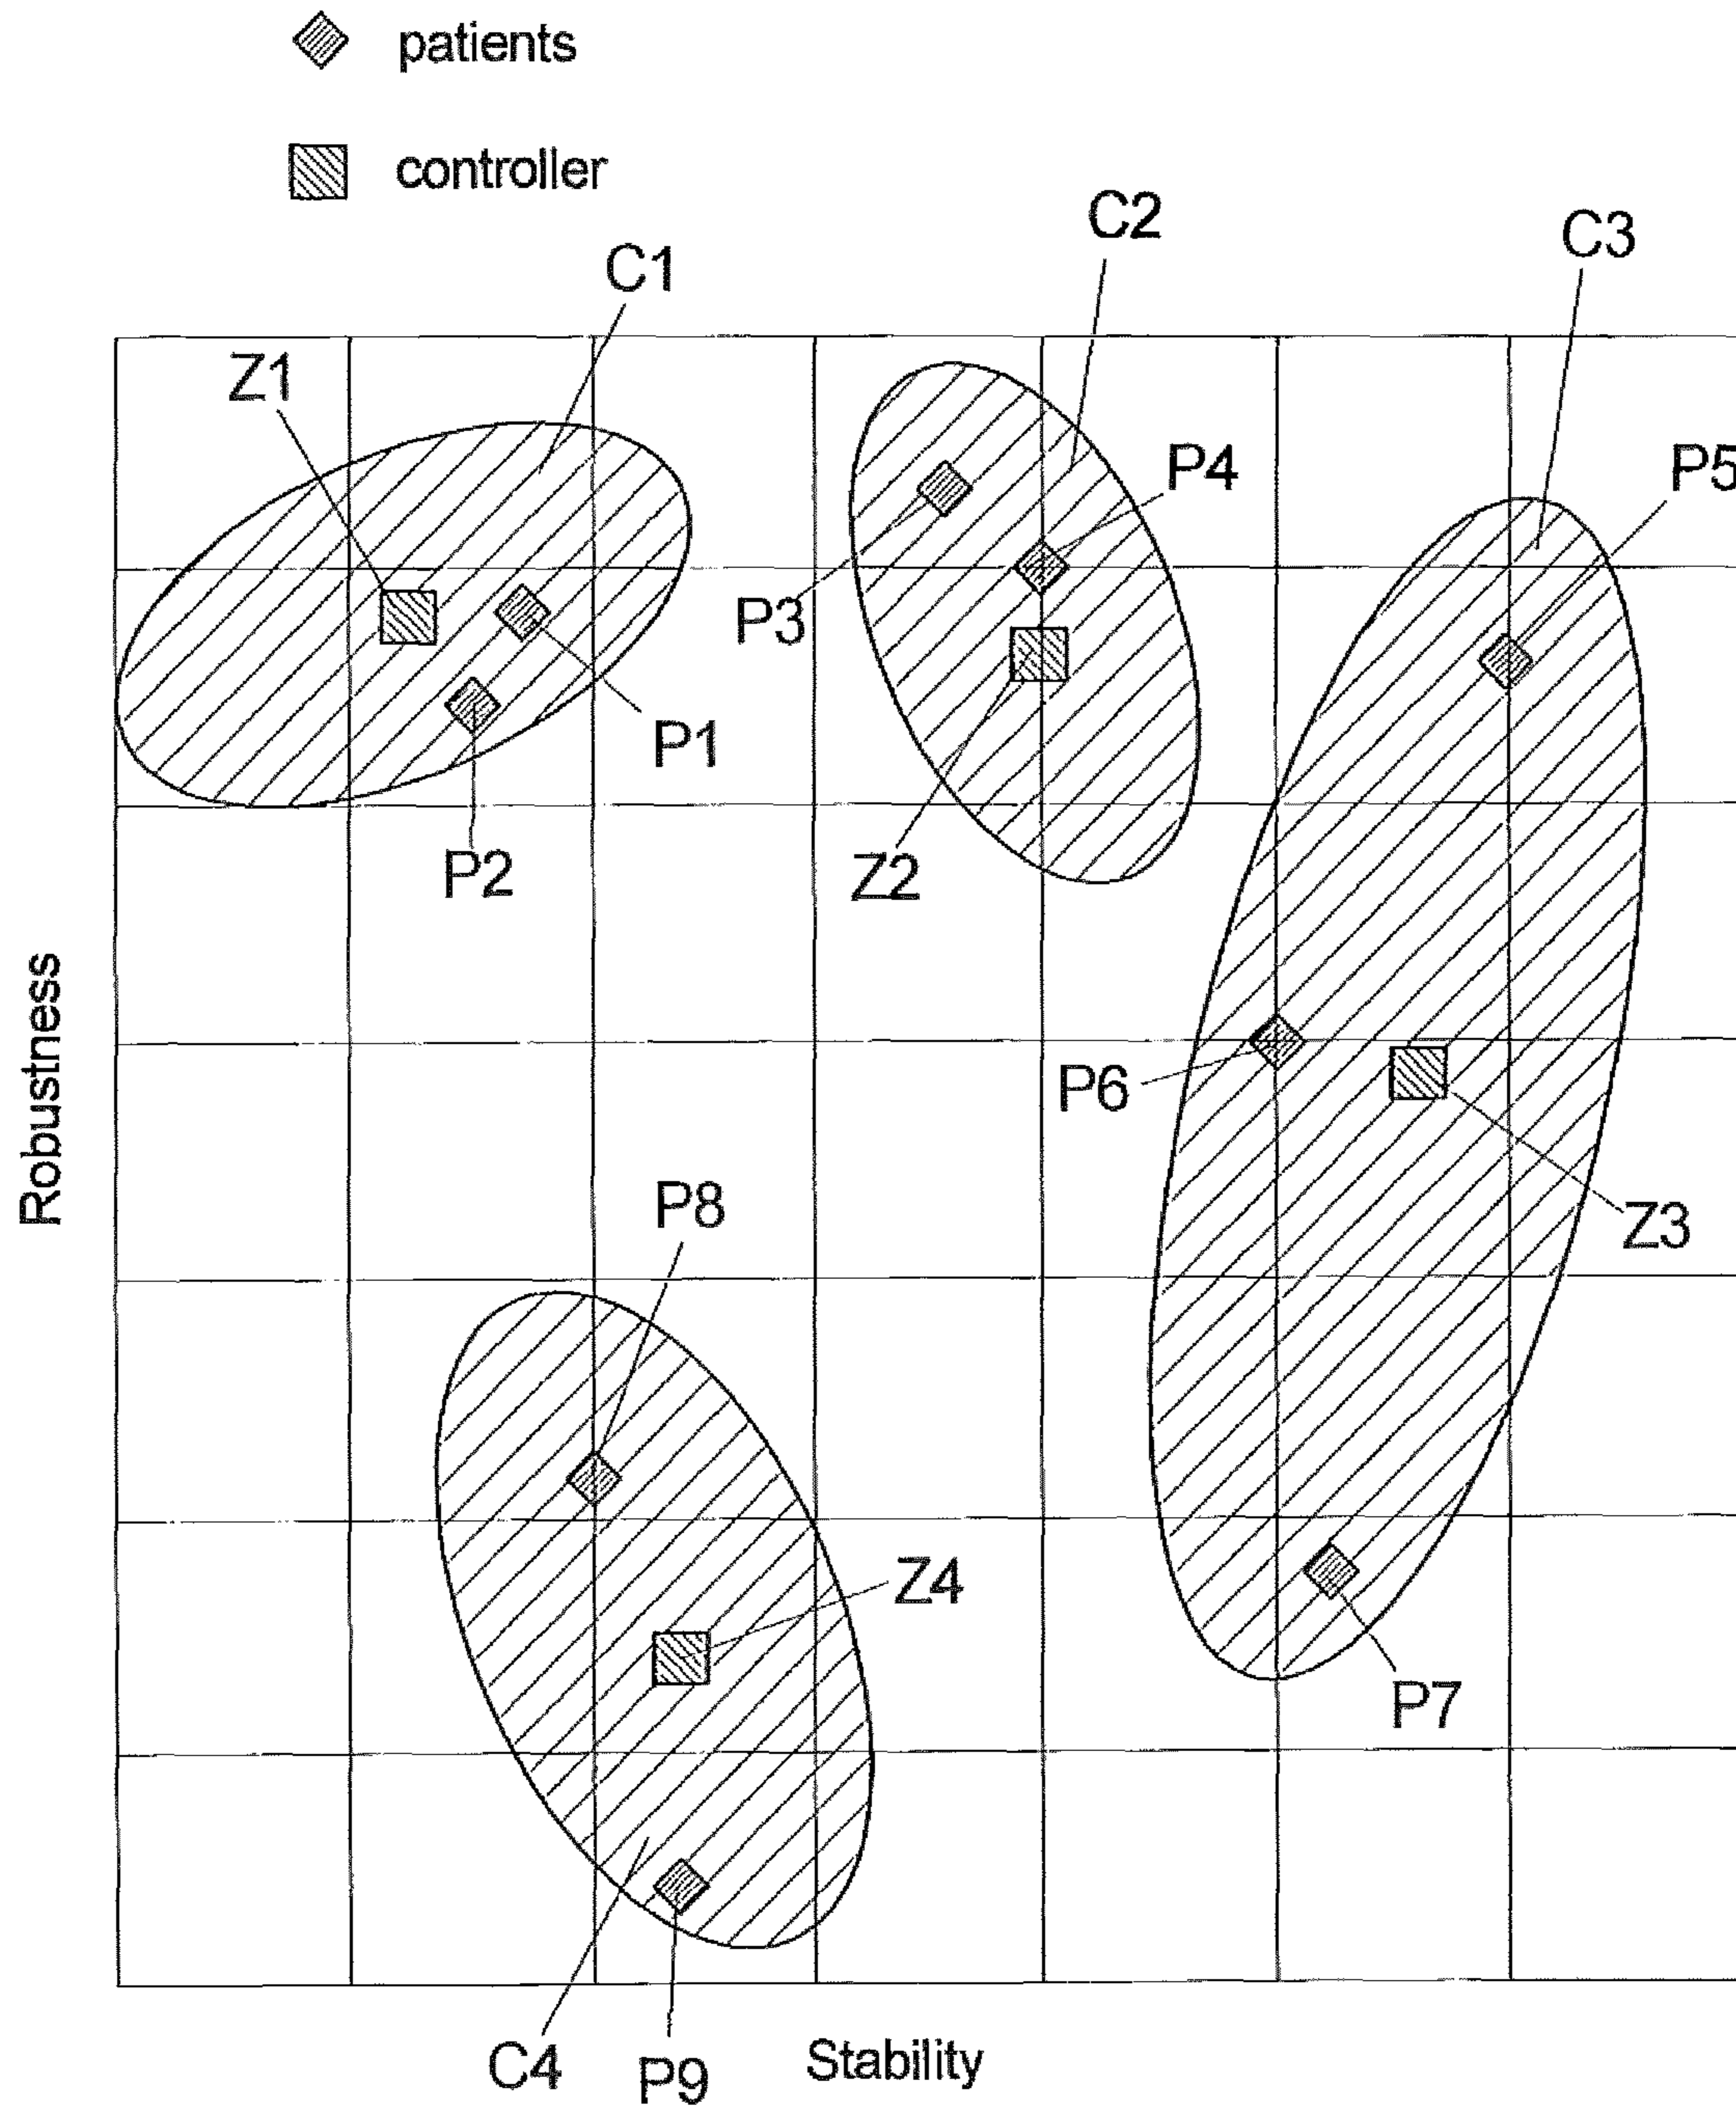 patients
controller
C2
C3
C1
Z1
P4
P5
P3
P1
P2
Z2
Robustness
P6
P8
Z3
Z4
P7
C4
P9
Stability